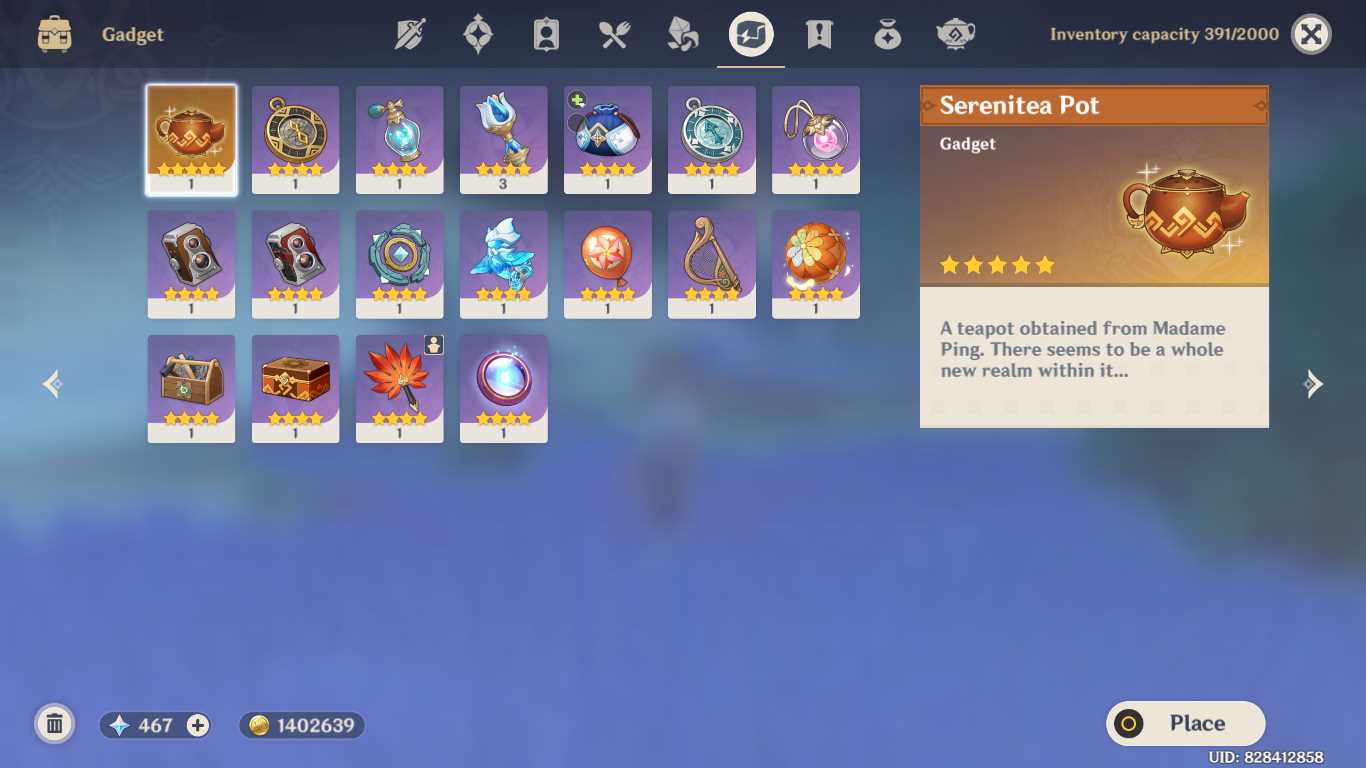 Gadget
Inventory capacity 391/2000
1
1
1
3
1
1
1
1
1
1
1
1
1
1
1
1
1
1
Serenitea Pot
Gadget
A teapot obtained from Madame
Ping. There seems to be a whole
new realm within it...
467
1402639
Place
UID: 828412858